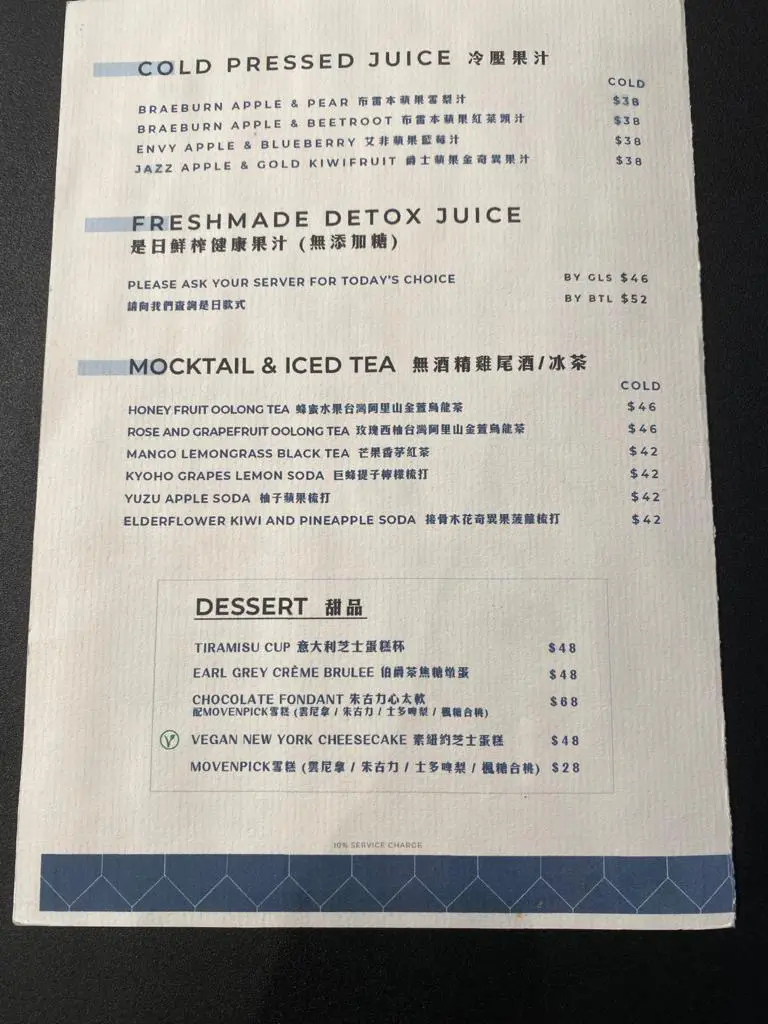 COLD PRESSED JUICE 冷壓果汁
COLD
BRAEBURN APPLE & PEAR 布雷本蘋果雪梨汁 $38
BRAEBURN APPLE & BEETROOT 布雷本蘋果紅菜頭汁 $38
ENVY APPLE & BLUEBERRY 艾菲蘋果藍莓汁 $38
JAZZ APPLE & GOLD KIWIFRUIT 爵士蘋果金奇異果汁 $38
FRESHMADE DETOX JUICE
是日鮮榨健康果汁 (無添加糖)
PLEASE ASK YOUR SERVER FOR TODAY'S CHOICE BY GLS $46
請向我們查詢是日款式 BY BTL $52
MOCKTAIL & ICED TEA 無酒精雞尾酒/冰茶
COLD
HONEY FRUIT OOLONG TEA 蜂蜜水果台灣阿里山金萱烏龍茶 $46
ROSE AND GRAPEFRUIT OOLONG TEA 玫瑰西柚台灣阿里山金萱烏龍茶 $46
MANGO LEMONGRASS BLACK TEA 芒果香茅紅茶 $42
KYOHO GRAPES LEMON SODA 巨蜂提子檸檬梳打 $42
YUZU APPLE SODA 柚子蘋果梳打 $42
ELDERFLOWER KIWI AND PINEAPPLE SODA 接骨木花奇異果菠蘿梳打 $42
DESSERT 甜品
TIRAMISU CUP 意大利芝士蛋糕杯 $48
EARL GREY CRÈME BRULEE 伯爵茶焦糖燉蛋 $48
CHOCOLATE FONDANT 朱古力心太軟 $68
配MOVENPICK雪糕 (雲尼拿 / 朱古力 / 士多啤梨 / 楓糖合桃)
V VEGAN NEW YORK CHEESECAKE 素紐約芝士蛋糕 $48
MOVENPICK雪糕 (雲尼拿 / 朱古力 / 士多啤梨 / 楓糖合桃) $28
10% SERVICE CHARGE